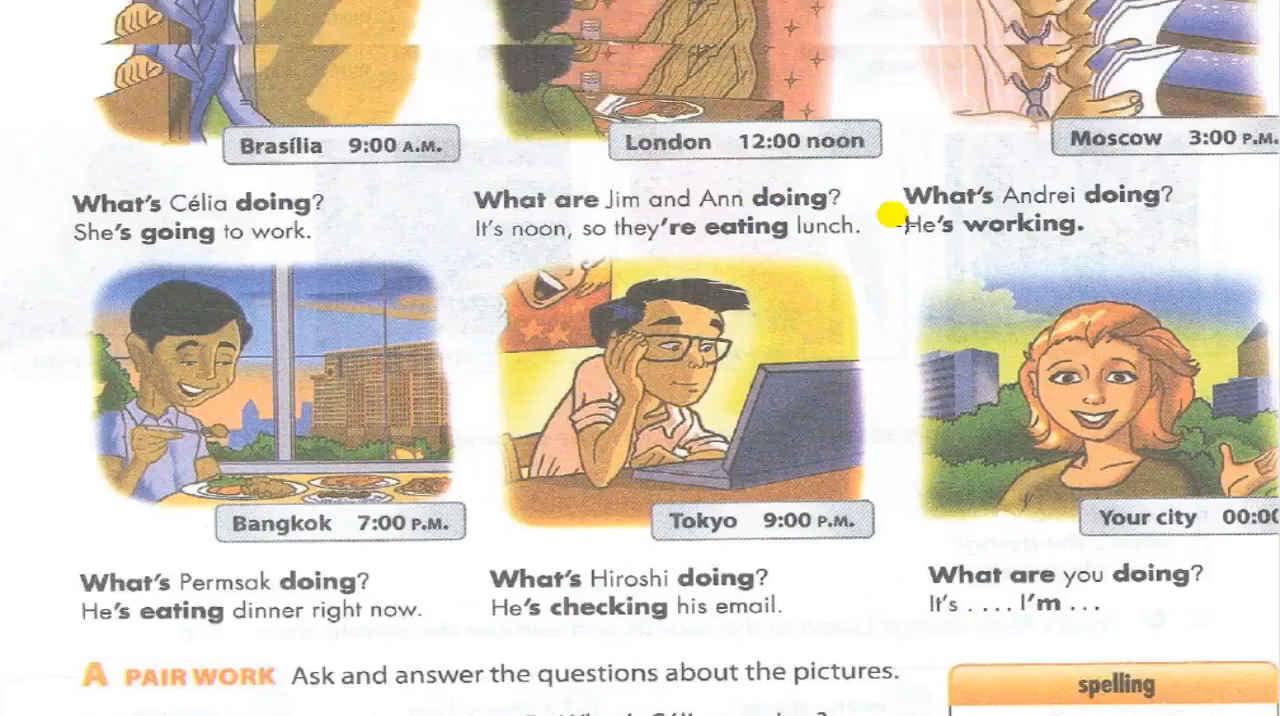 Brasília 9:00 A.M.
London 12:00 noon
Moscow 3:00 P.M.
What's Célia doing?
She's going to work.
What are Jim and Ann doing?
It's noon, so they're eating lunch.
What's Andrei doing?
He's working.
Bangkok 7:00 P.M.
Tokyo 9:00 P.M.
Your city 00:00
What's Permsak doing?
He's eating dinner right now.
What's Hiroshi doing?
He's checking his email.
What are you doing?
It's . . . . I'm . . .
A PAIR WORK Ask and answer the questions about the pictures.
spelling